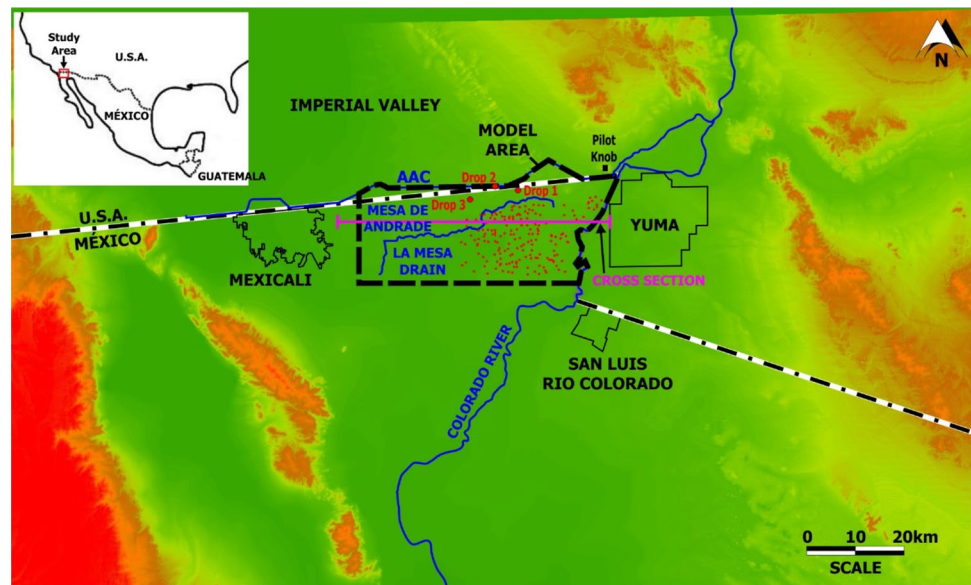 Study
Area
U.S.A.
MÉXICO
GUATEMALA
N
IMPERIAL VALLEY
MODEL
AREA
Pilot
Knob
AAC
Drop 2
Drop 1
Drop 3
U.S.A.
MÉXICO
MESA DE
ANDRADE
YUMA
LA MESA
DRAIN
MEXICALI
CROSS SECTION
SAN LUIS
RIO COLORADO
COLORADO RIVER
0 10 20km
SCALE